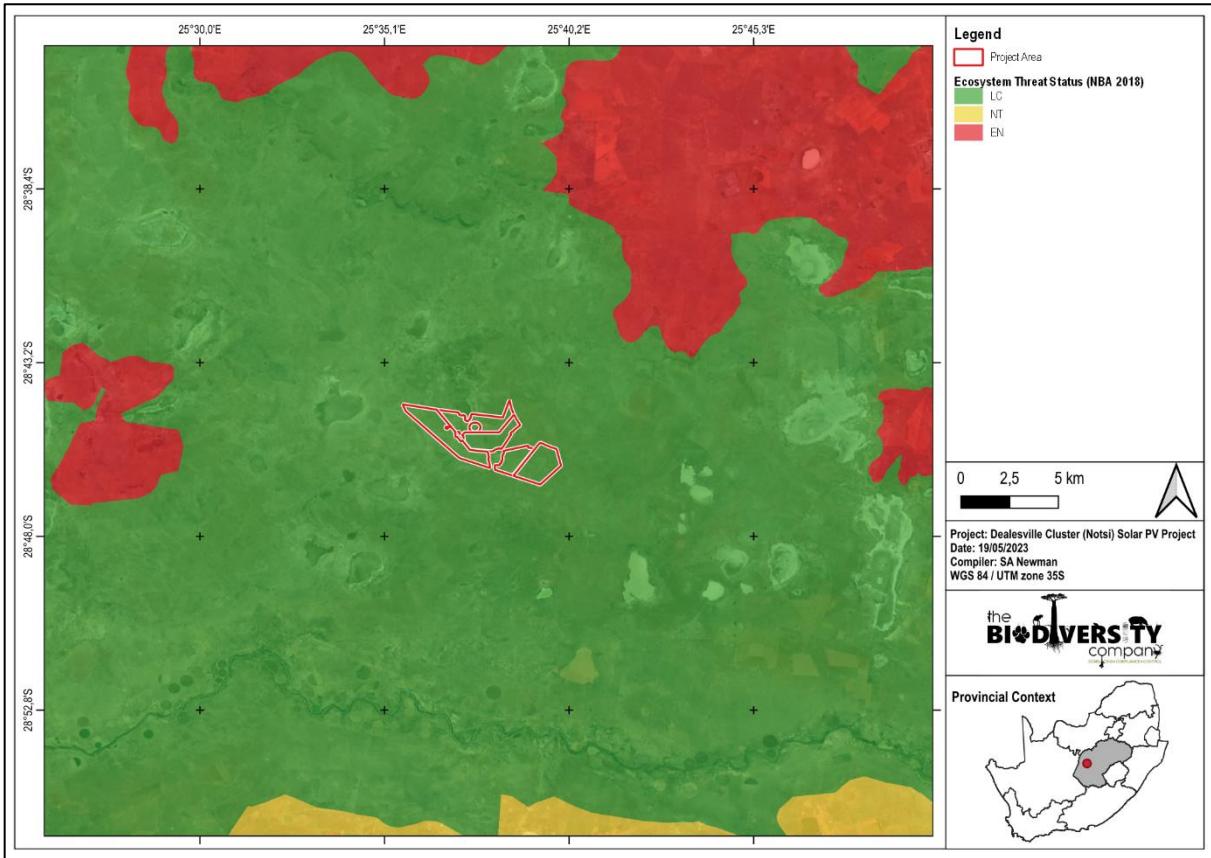 25°30,0'E 25°35,1'E 25°40,2'E 25°45,3'E
28°38,4'S
28°43,2'S
28°48,0'S
28°52,8'S
Legend
Project Area
Ecosystem Threat Status (NBA 2018)
LC
NT
EN
0 2,5 5 km
Project: Dealesville Cluster (Notsi) Solar PV Project
Date: 19/05/2023
Compiler: SA Newman
WGS 84 / UTM zone 35S
the
BIODIVERSITY
company
Provincial Context